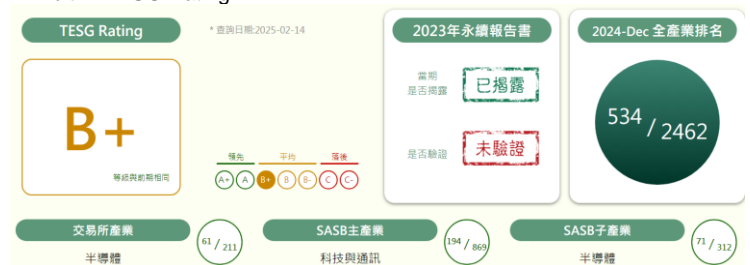 TESG Rating
* 查詢日期:2025-02-14
B+
等級與前期相同
領先 平均 落後
A+ A B+ B B- C C-
2023年永續報告書
當期
是否揭露
已揭露
是否驗證
未驗證
2024-Dec 全產業排名
534 / 2462
交易所產業
半導體
61 / 211
SASB主產業
科技與通訊
194 / 869
SASB子產業
半導體
71 / 312